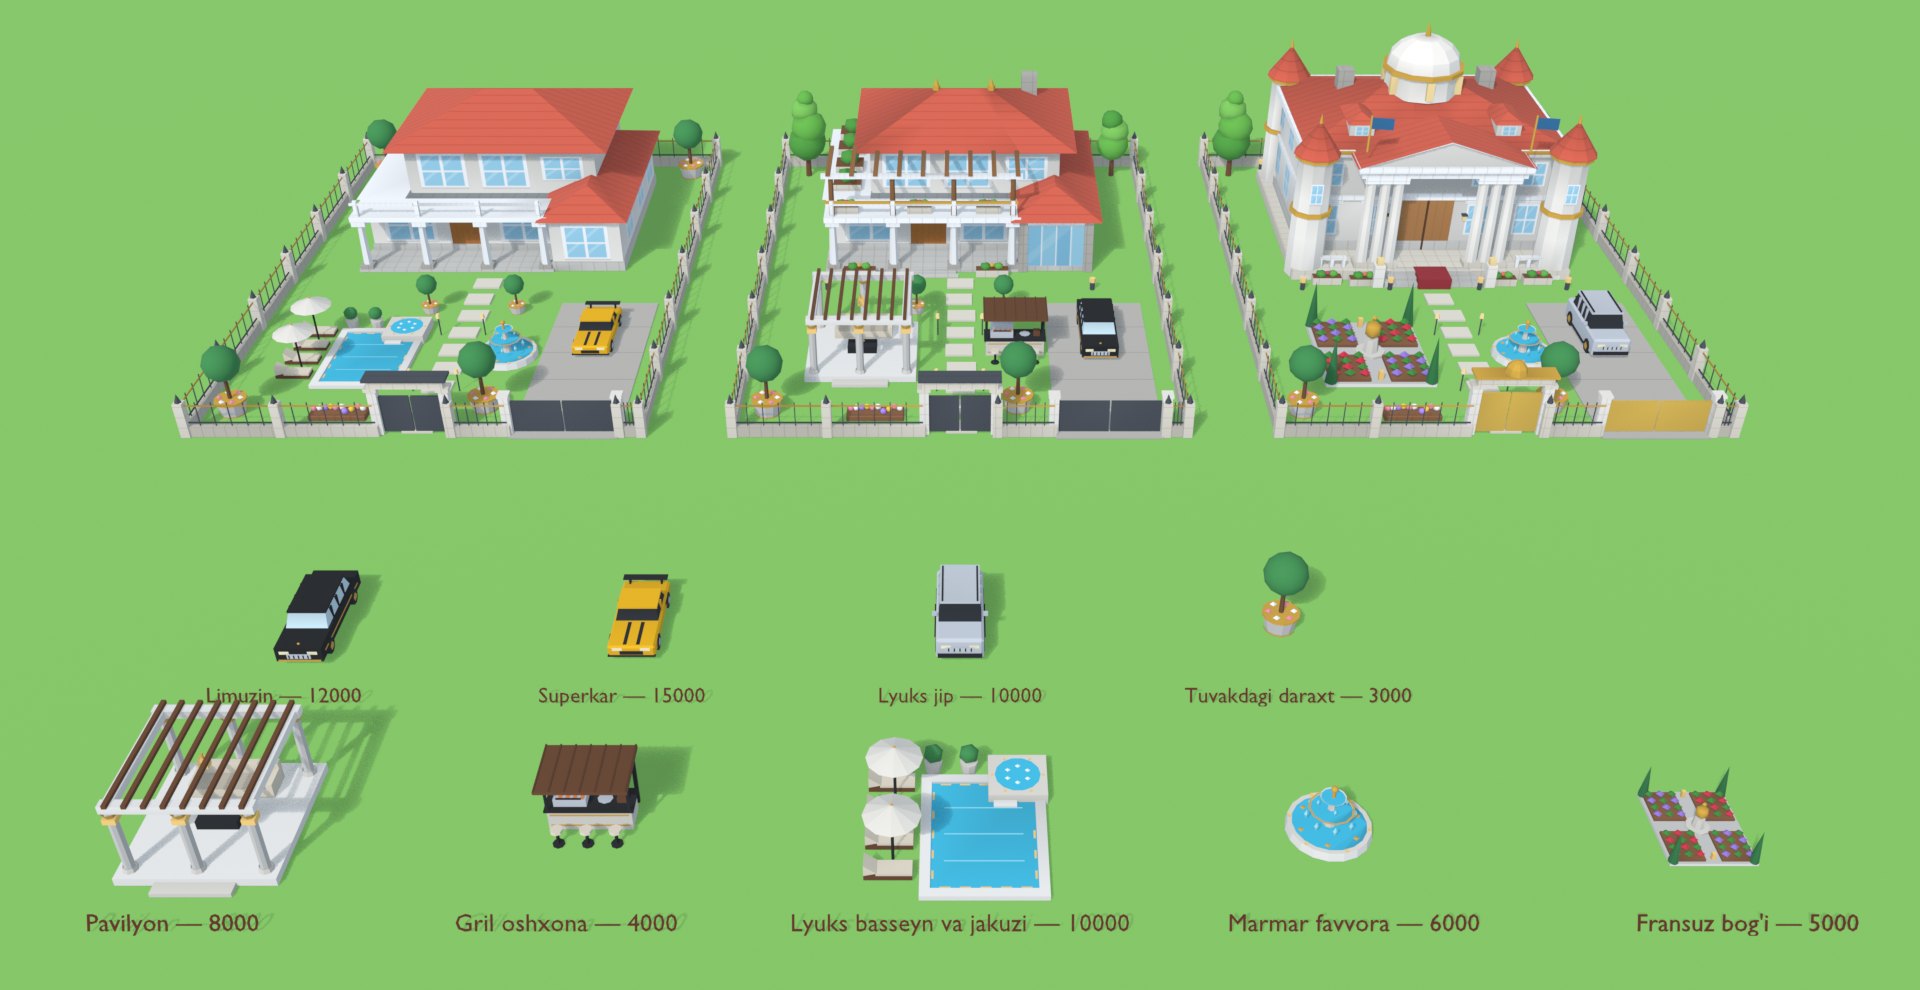 Limuzin — 12000
Superkar — 15000
Lyuks jip — 10000
Tuvakdagi daraxt — 3000
Pavilyon — 8000
Gril oshxona — 4000
Lyuks basseyn va jakuzi — 10000
Marmar favvora — 6000
Fransuz bog'i — 5000